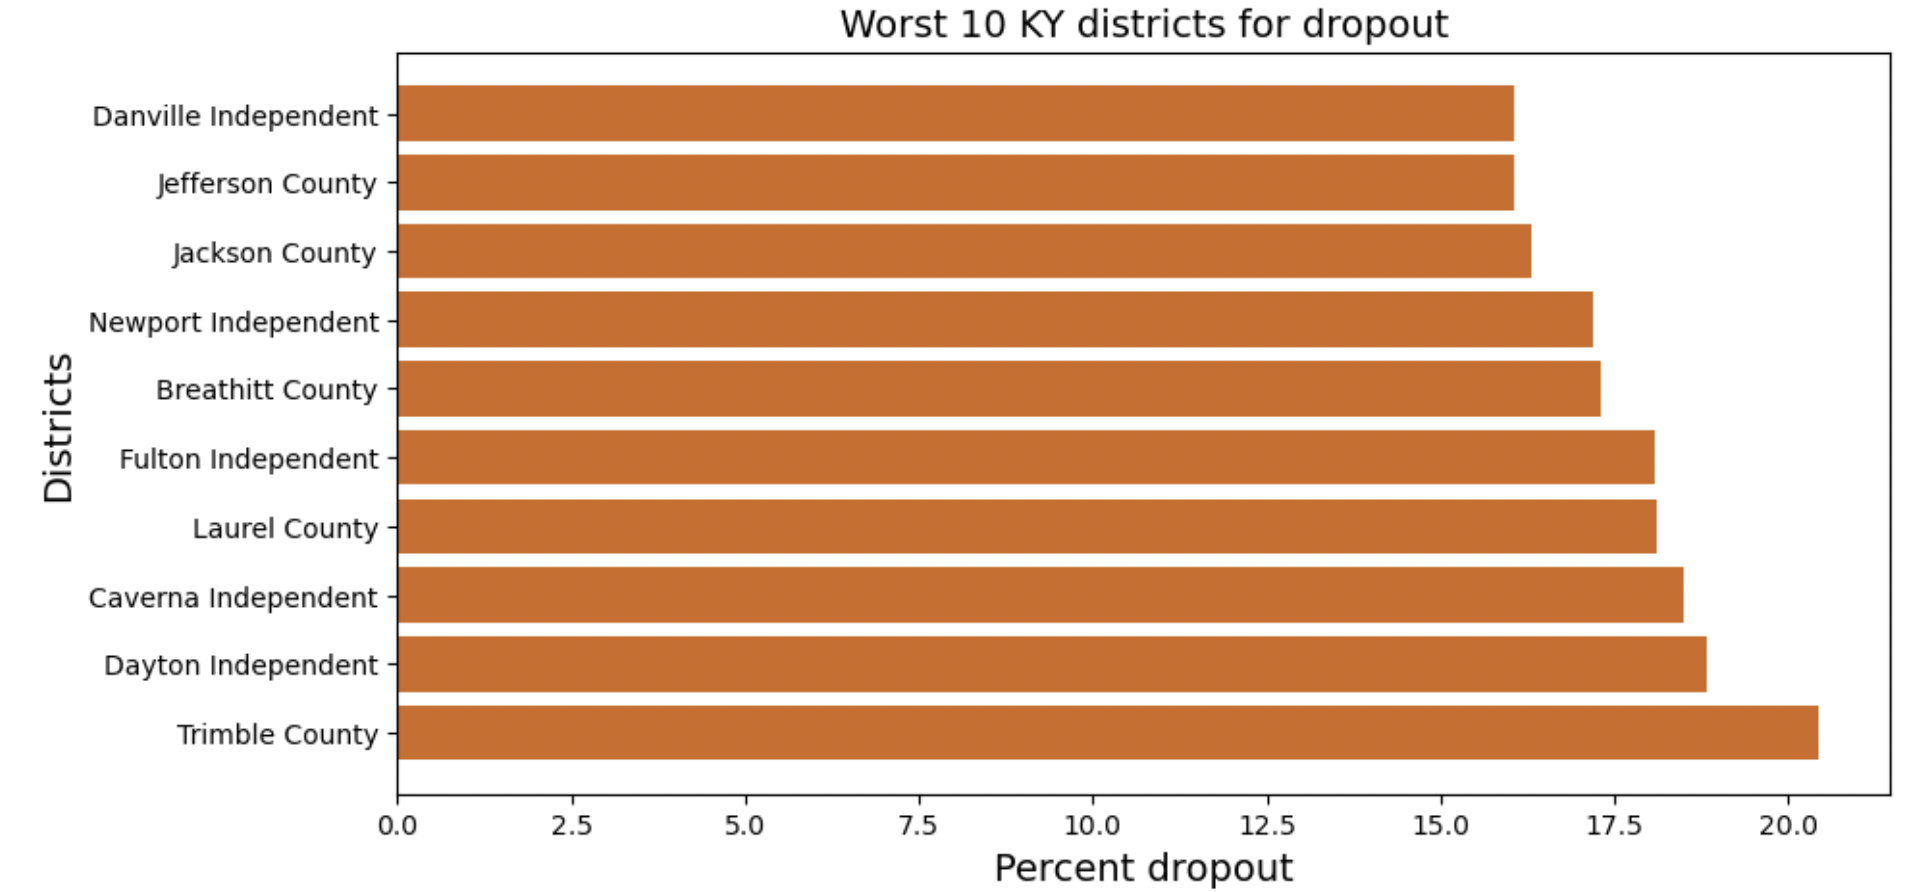 Worst 10 KY districts for dropout
Danville Independent
Jefferson County
Jackson County
Newport Independent
Breathitt County
Fulton Independent
Laurel County
Caverna Independent
Dayton Independent
Trimble County
Districts
0.0 2.5 5.0 7.5 10.0 12.5 15.0 17.5 20.0
Percent dropout